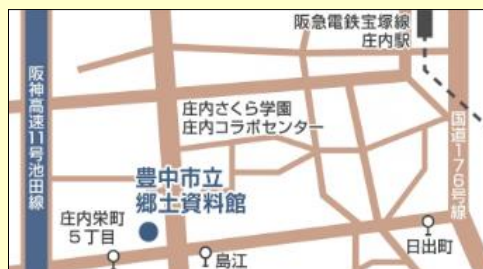 阪急電鉄宝塚線
庄内駅
阪神高速11号池田線
国道176号線
庄内さくら学園
庄内コラボセンター
豊中市立
郷土資料館
庄内栄町
5丁目
島江
日出町